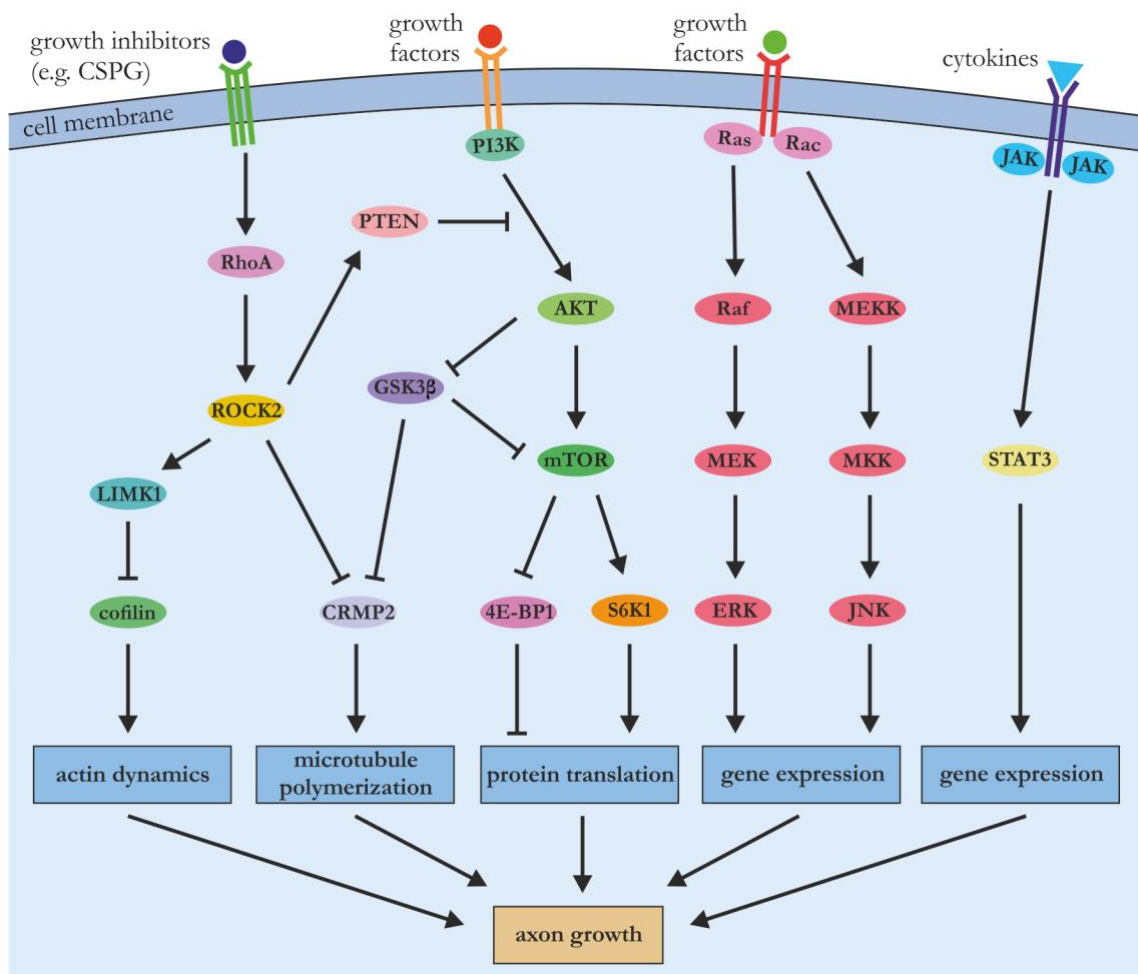 growth inhibitors
(e.g. CSPG)
growth
factors
growth
factors
cytokines
cell membrane
PI3K
Ras
Rac
JAK
JAK
PTEN
RhoA
AKT
Raf
MEKK
GSK3β
ROCK2
mTOR
MEK
MKK
STAT3
LIMK1
cofilin
CRMP2
4E-BP1
S6K1
ERK
JNK
actin dynamics
microtubule
polymerization
protein translation
gene expression
gene expression
axon growth